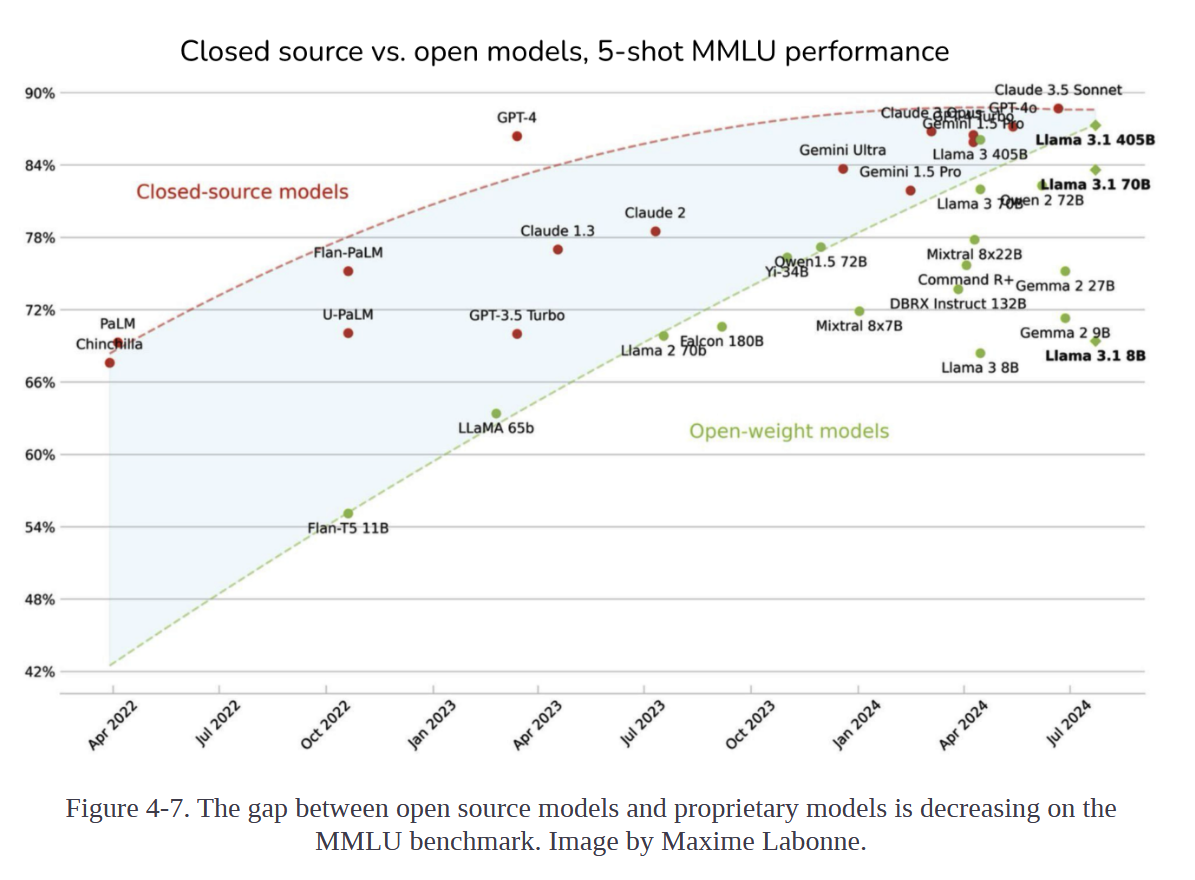 Closed source vs. open models, 5-shot MMLU performance
90%
84%
78%
72%
66%
60%
54%
48%
42%
Closed-source models
Open-weight models
PaLM
Chinchilla
Flan-PaLM
U-PaLM
GPT-4
GPT-3.5 Turbo
Claude 1.3
Claude 2
Gemini Ultra
Gemini 1.5 Pro
Claude 3 Opus
GPT-4 Turbo
Gemini 1.5 Pro
GPT-4o
Claude 3.5 Sonnet
Flan-T5 11B
LLaMA 65b
Llama 2 70b
Falcon 180B
Yi-34B
Qwen1.5 72B
Mixtral 8x7B
Llama 3 405B
Llama 3 70B
Qwen 2 72B
Mixtral 8x22B
Command R+
DBRX Instruct 132B
Llama 3 8B
Gemma 2 27B
Gemma 2 9B
Llama 3.1 405B
Llama 3.1 70B
Llama 3.1 8B
Apr 2022
Jul 2022
Oct 2022
Jan 2023
Apr 2023
Jul 2023
Oct 2023
Jan 2024
Apr 2024
Jul 2024
Figure 4-7. The gap between open source models and proprietary models is decreasing on the
MMLU benchmark. Image by Maxime Labonne.